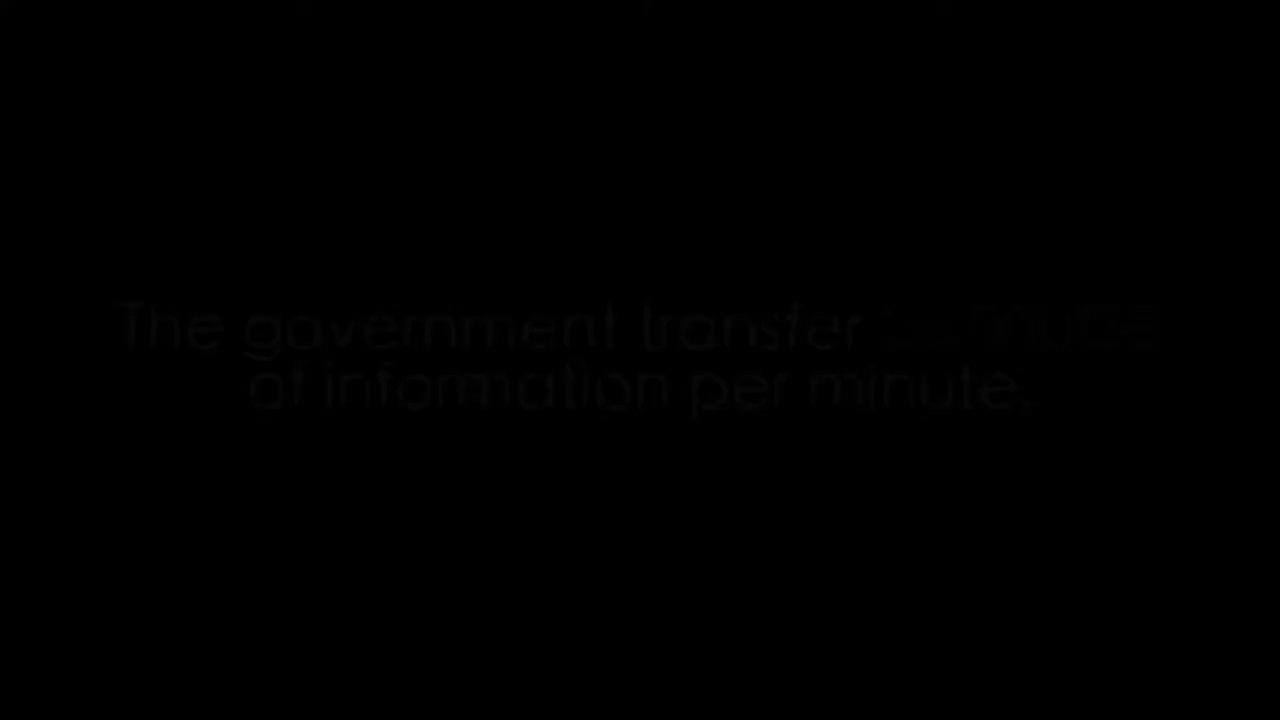 The government transfer
of information per minute.